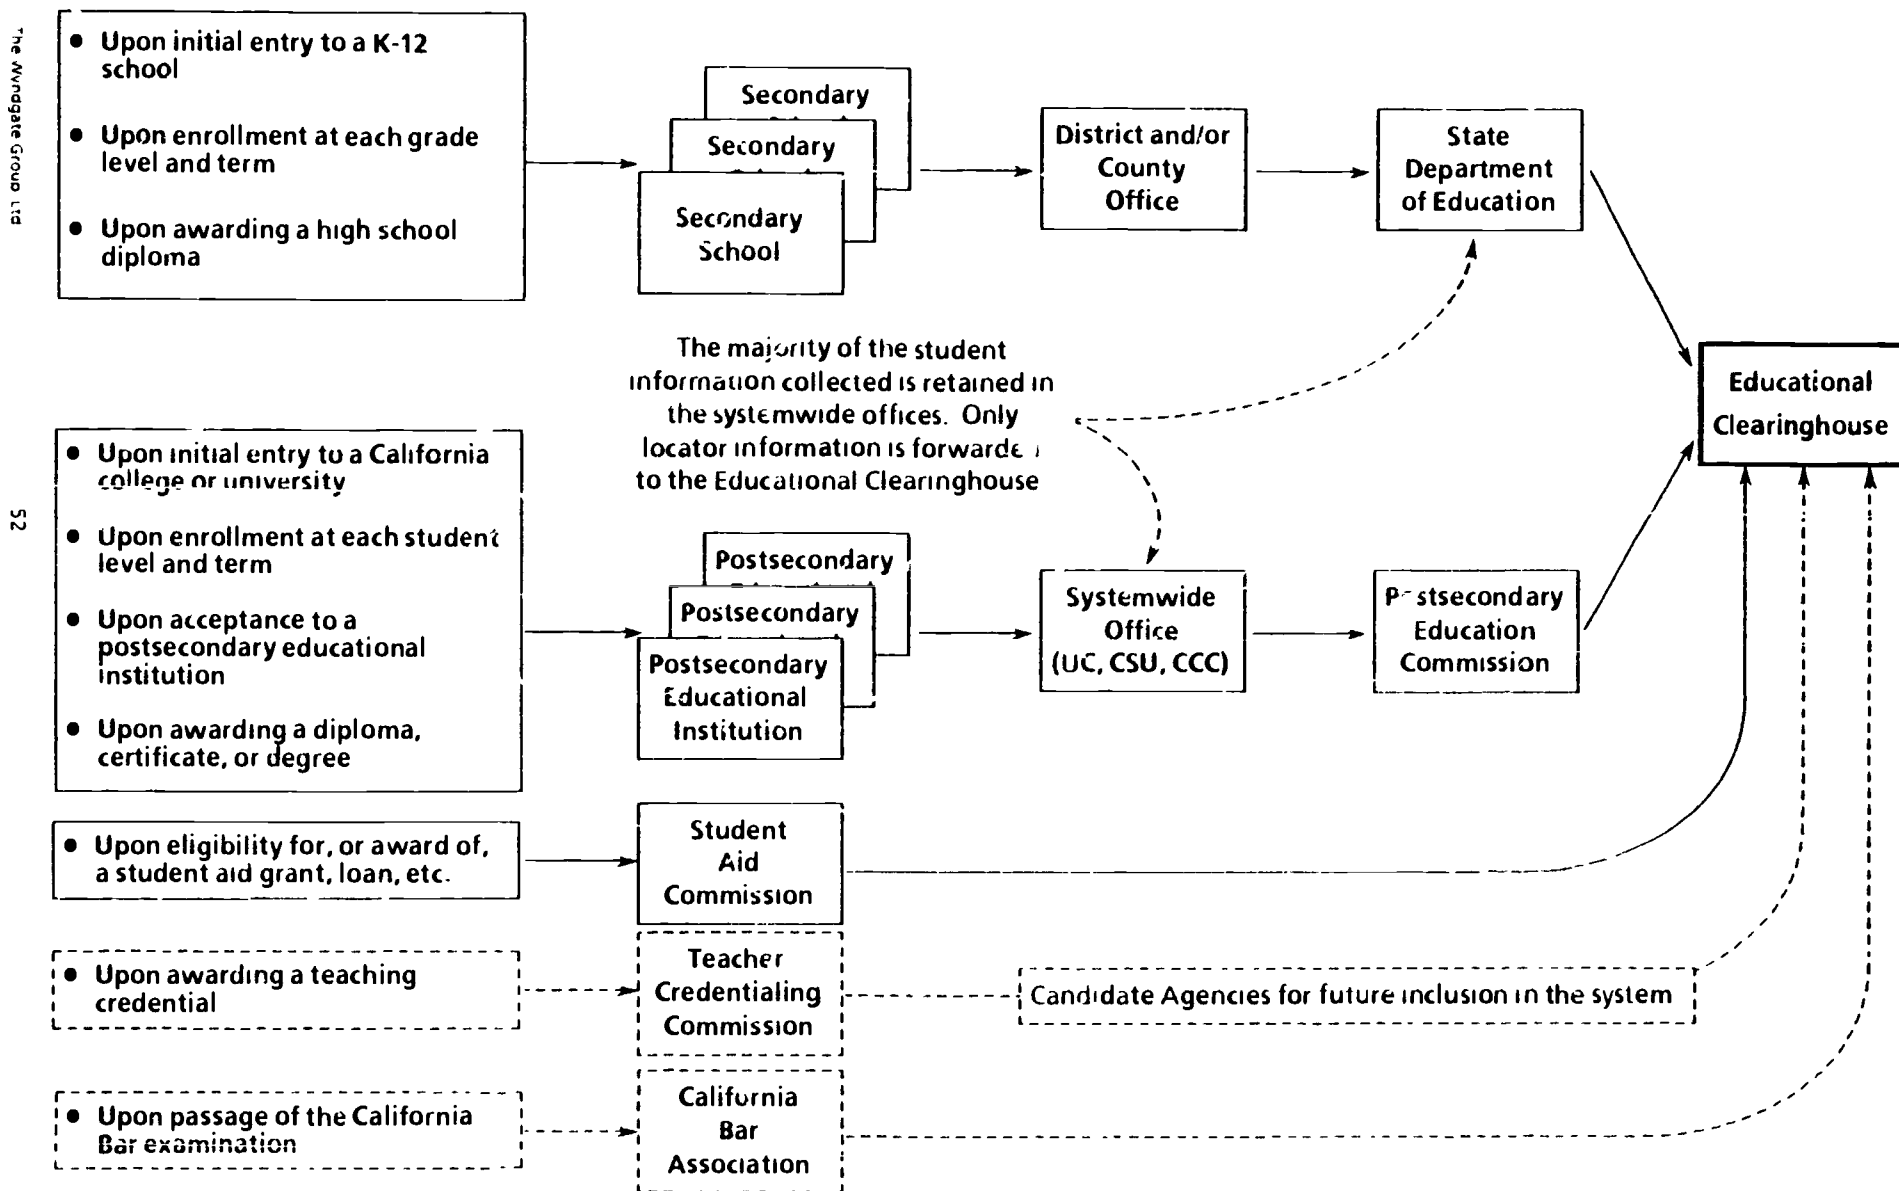 The Wyndgate Group Ltd
52
● Upon initial entry to a K-12
school
● Upon enrollment at each grade
level and term
● Upon awarding a high school
diploma
Secondary
Secondary
Secondary
School
District and/or
County
Office
State
Department
of Education
The majority of the student
information collected is retained in
the systemwide offices. Only
locator information is
to the Educational Clearinghouse
Educational
Clearinghouse
● Upon initial entry to a California
college or university
● Upon enrollment at each student
level and term
● Upon acceptance to a
postsecondary educational
institution
● Upon awarding a diploma,
certificate, or degree
Postsecondary
Postsecondary
Postsecondary
Educational
Institution
Systemwide
Office
(UC, CSU, CCC)
Postsecondary
Education
Commission
● Upon eligibility for, or award of,
a student aid grant, loan, etc.
Student
Aid
Commission
● Upon awarding a teaching
credential
Teacher
Credentialing
Commission
Candidate Agencies for future inclusion in the system
● Upon passage of the California
Bar examination
California
Bar
Association